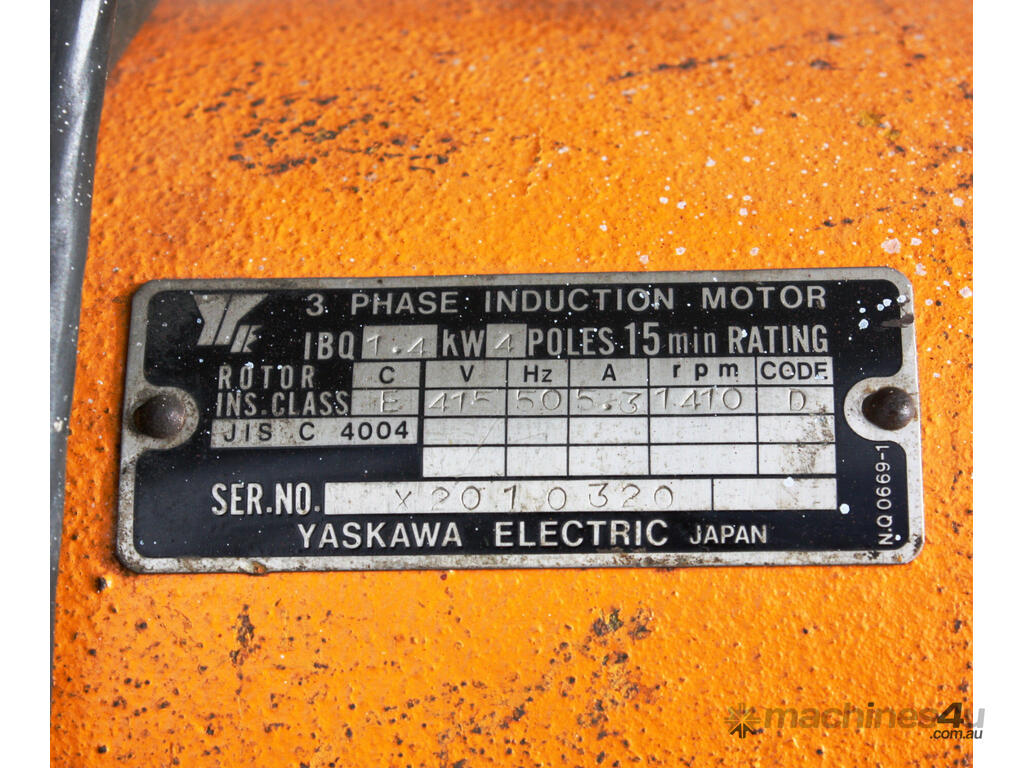 YE 3 PHASE INDUCTION MOTOR
IBQ 1.4 kW 4 POLES 15 min RATING
ROTOR C V Hz A rpm CODE
INS. CLASS E 415 50 5.3 1410 D
JIS C 4004
SER.NO. X2010320
YASKAWA ELECTRIC JAPAN
N.Q0669-1
machines4u
.com.au